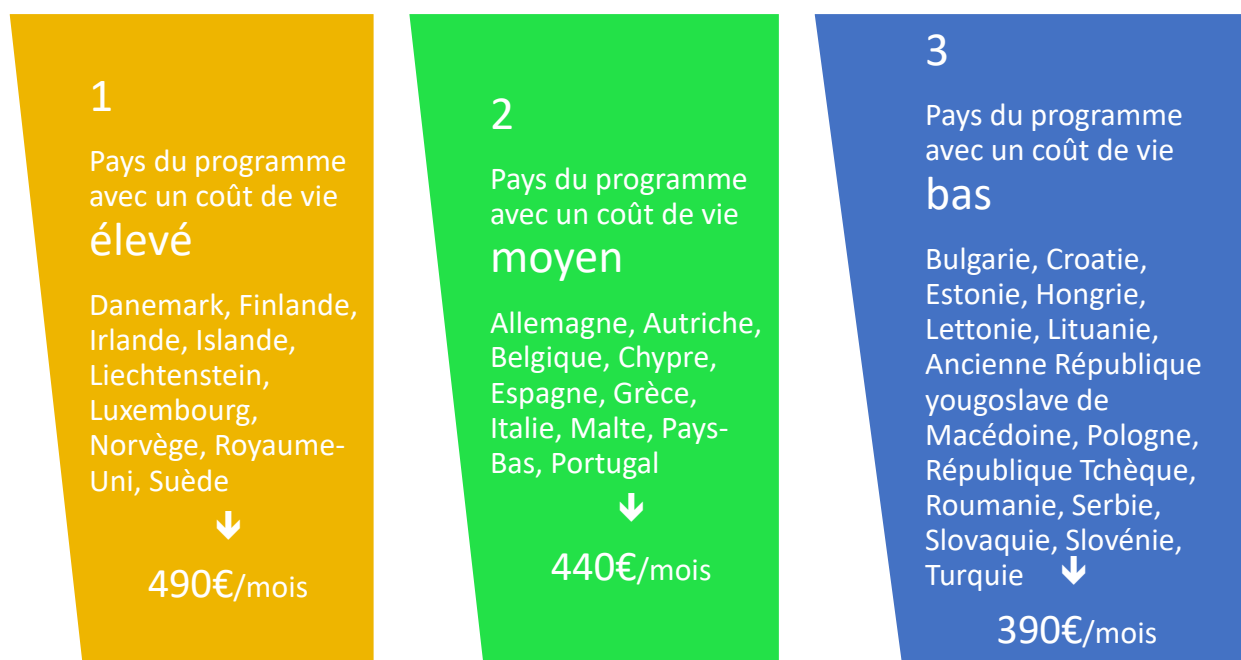 1
Pays du programme
avec un coût de vie
élevé
Danemark, Finlande,
Irlande, Islande,
Liechtenstein,
Luxembourg,
Norvège, Royaume-
Uni, Suède
🡻
490€/mois
2
Pays du programme
avec un coût de vie
moyen
Allemagne, Autriche,
Belgique, Chypre,
Espagne, Grèce,
Italie, Malte, Pays-
Bas, Portugal
🡻
440€/mois
3
Pays du programme
avec un coût de vie
bas
Bulgarie, Croatie,
Estonie, Hongrie,
Lettonie, Lituanie,
Ancienne République
yougoslave de
Macédoine, Pologne,
République Tchèque,
Roumanie, Serbie,
Slovaquie, Slovénie,
Turquie 🡻
390€/mois